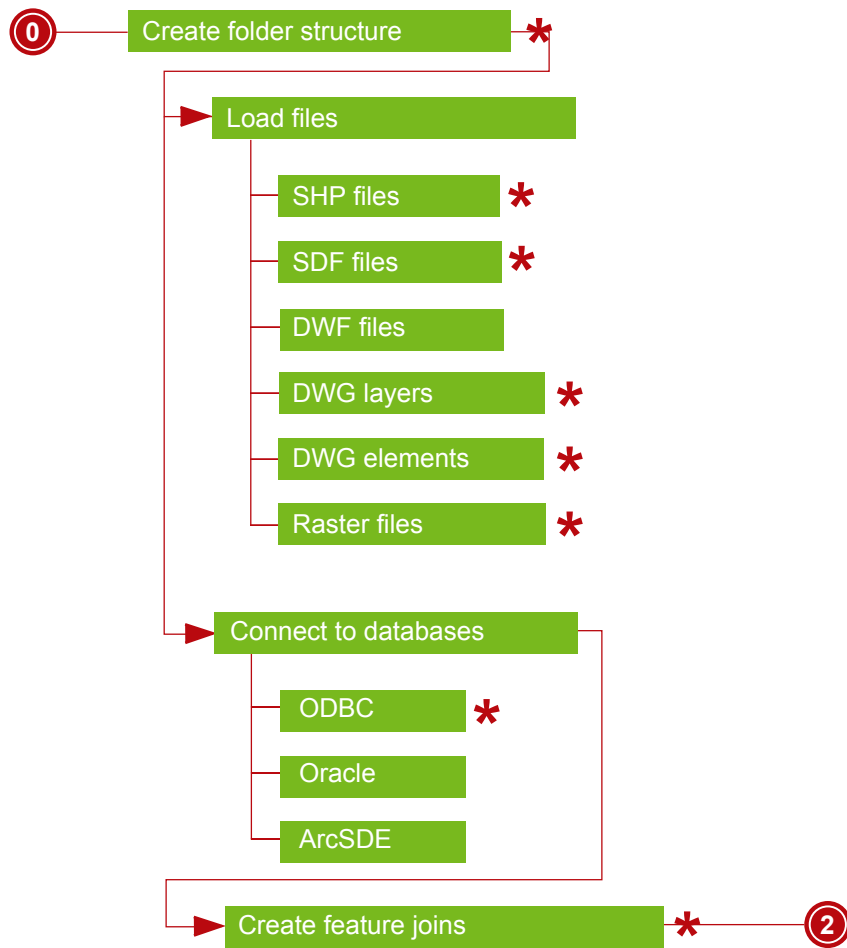 0
Create folder structure *
Load files
SHP files *
SDF files *
DWF files
DWG layers *
DWG elements *
Raster files *
Connect to databases
ODBC *
Oracle
ArcSDE
Create feature joins *
2